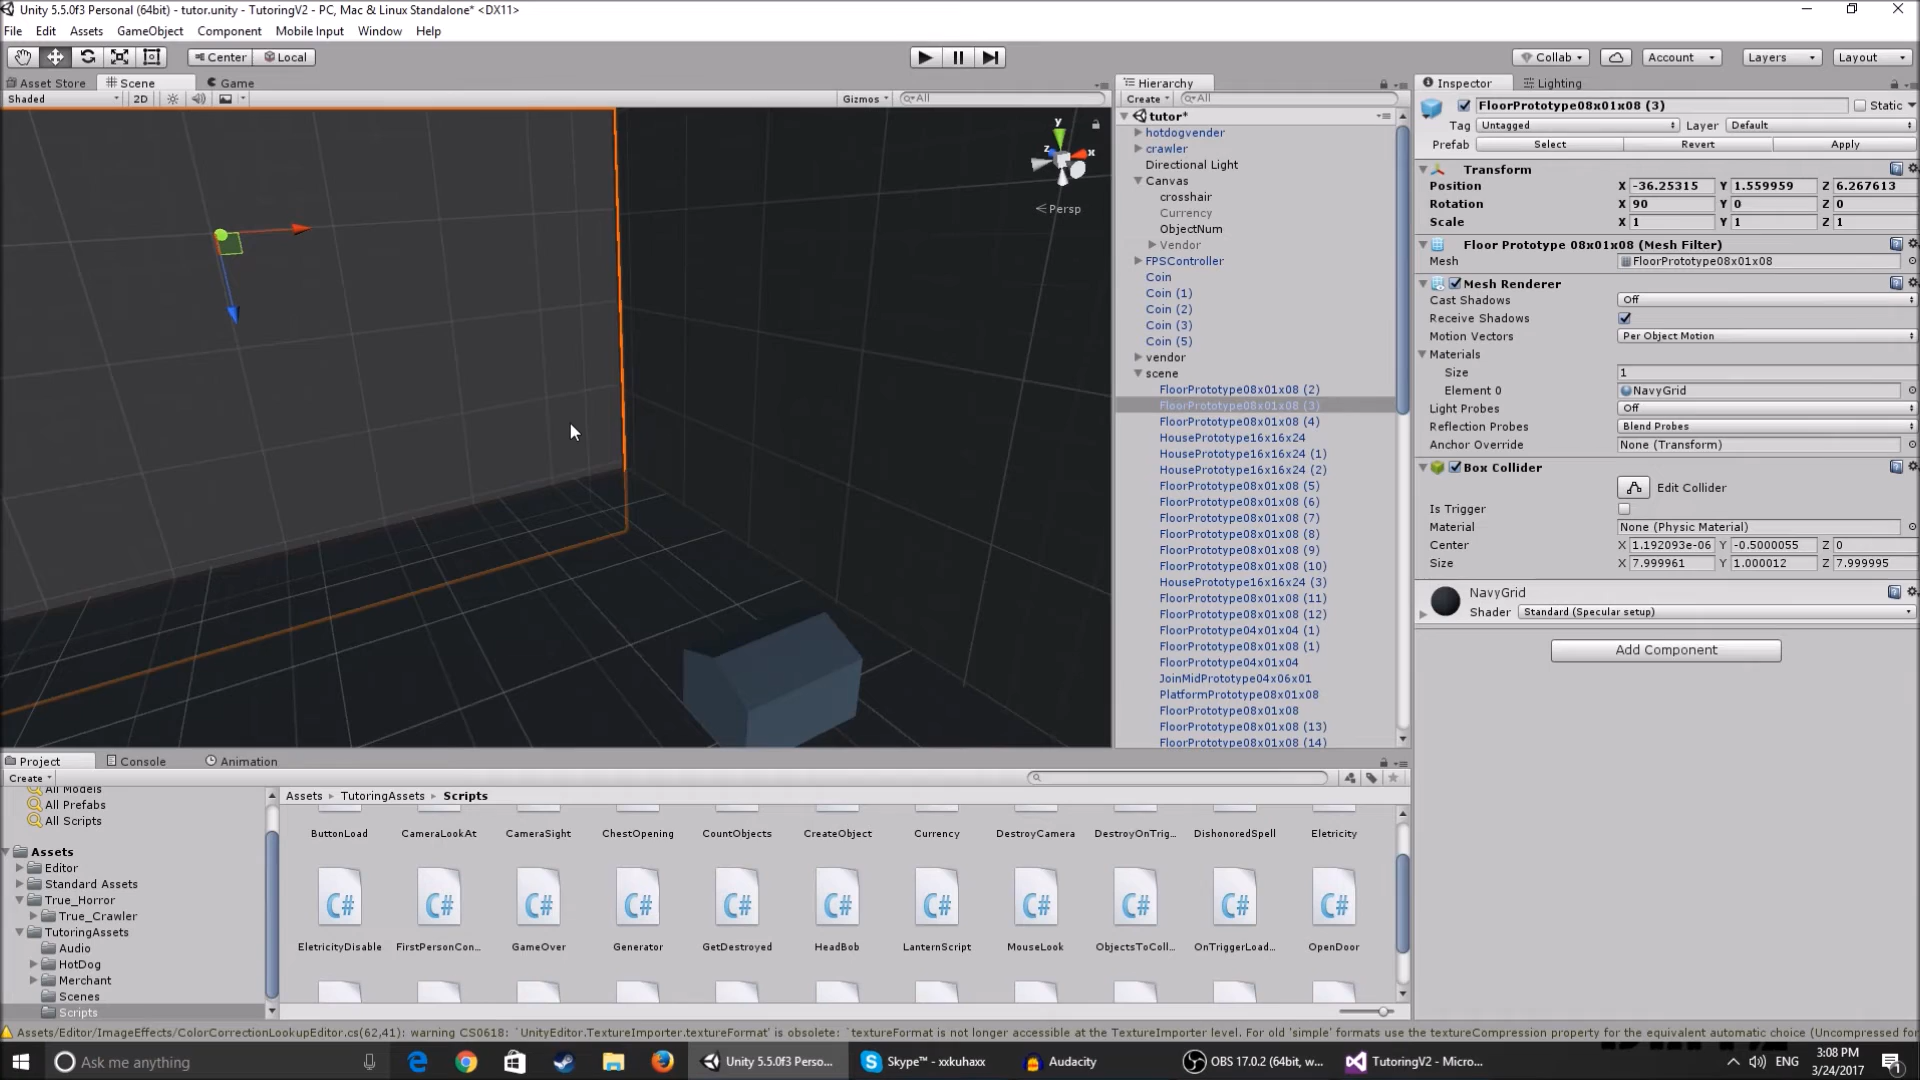 Unity 5.5.0f3 Personal (64bit) - tutor.unity - TutoringV2 - PC, Mac & Linux Standalone* <DX11>
File Edit Assets GameObject Component Mobile Input Window Help
Center Local Collab Account Layers Layout
Asset Store Scene Game
Shaded 2D Gizmos All
y
z x
Persp
Hierarchy
Create All
tutor*
hotdogvender
crawler
Directional Light
Canvas
crosshair
Currency
ObjectNum
Vendor
FPSController
Coin
Coin (1)
Coin (2)
Coin (3)
Coin (5)
vendor
scene
FloorPrototype08x01x08 (2)
FloorPrototype08x01x08 (3)
FloorPrototype08x01x08 (4)
HousePrototype16x16x24
HousePrototype16x16x24 (1)
HousePrototype16x16x24 (2)
FloorPrototype08x01x08 (5)
FloorPrototype08x01x08 (6)
FloorPrototype08x01x08 (7)
FloorPrototype08x01x08 (8)
FloorPrototype08x01x08 (9)
FloorPrototype08x01x08 (10)
HousePrototype16x16x24 (3)
FloorPrototype08x01x08 (11)
FloorPrototype08x01x08 (12)
FloorPrototype04x01x04 (1)
FloorPrototype08x01x08 (1)
FloorPrototype04x01x04
JoinMidPrototype04x06x01
PlatformPrototype08x01x08
FloorPrototype08x01x08
FloorPrototype08x01x08 (13)
FloorPrototype08x01x08 (14)
Inspector Lighting
FloorPrototype08x01x08 (3) Static
Tag Untagged Layer Default
Prefab Select Revert Apply
Transform
Position X -36.25315 Y 1.559959 Z 6.267613
Rotation X 90 Y 0 Z 0
Scale X 1 Y 1 Z 1
Floor Prototype 08x01x08 (Mesh Filter)
Mesh FloorPrototype08x01x08
Mesh Renderer
Cast Shadows Off
Receive Shadows
Motion Vectors Per Object Motion
Materials
Size 1
Element 0 NavyGrid
Light Probes Off
Reflection Probes Blend Probes
Anchor Override None (Transform)
Box Collider
Edit Collider
Is Trigger
Material None (Physic Material)
Center X 1.192093e-06 Y -0.5000055 Z 0
Size X 7.999961 Y 1.000012 Z 7.999995
NavyGrid
Shader Standard (Specular setup)
Add Component
Project Console Animation
Create
All Models
All Prefabs
All Scripts
Assets
Editor
Standard Assets
True_Horror
True_Crawler
TutoringAssets
Audio
HotDog
Merchant
Scenes
Scripts
Assets TutoringAssets Scripts
ButtonLoad CameraLookAt CameraSight ChestOpening CountObjects CreateObject Currency DestroyCamera DestroyOnTrig... DishonoredSpell Eletricity
C# C# C# C# C# C# C# C# C# C# C#
EletricityDisable FirstPersonCon... GameOver Generator GetDestroyed HeadBob LanternScript MouseLook ObjectsToColl... OnTriggerLoad... OpenDoor
Assets/Editor/ImageEffects/ColorCorrectionLookupEditor.cs(62,41): warning CS0618: `UnityEditor.TextureImporter.textureFormat' is obsolete: `textureFormat is no longer accessible at the TextureImporter level. For old 'simple' formats use the textureCompression property for the equivalent automatic choice (Uncompressed for
Ask me anything Unity 5.5.0f3 Perso... Skype™ - xxkuhaxx Audacity OBS 17.0.2 (64bit, w... TutoringV2 - Micro... ENG 3:08 PM
3/24/2017